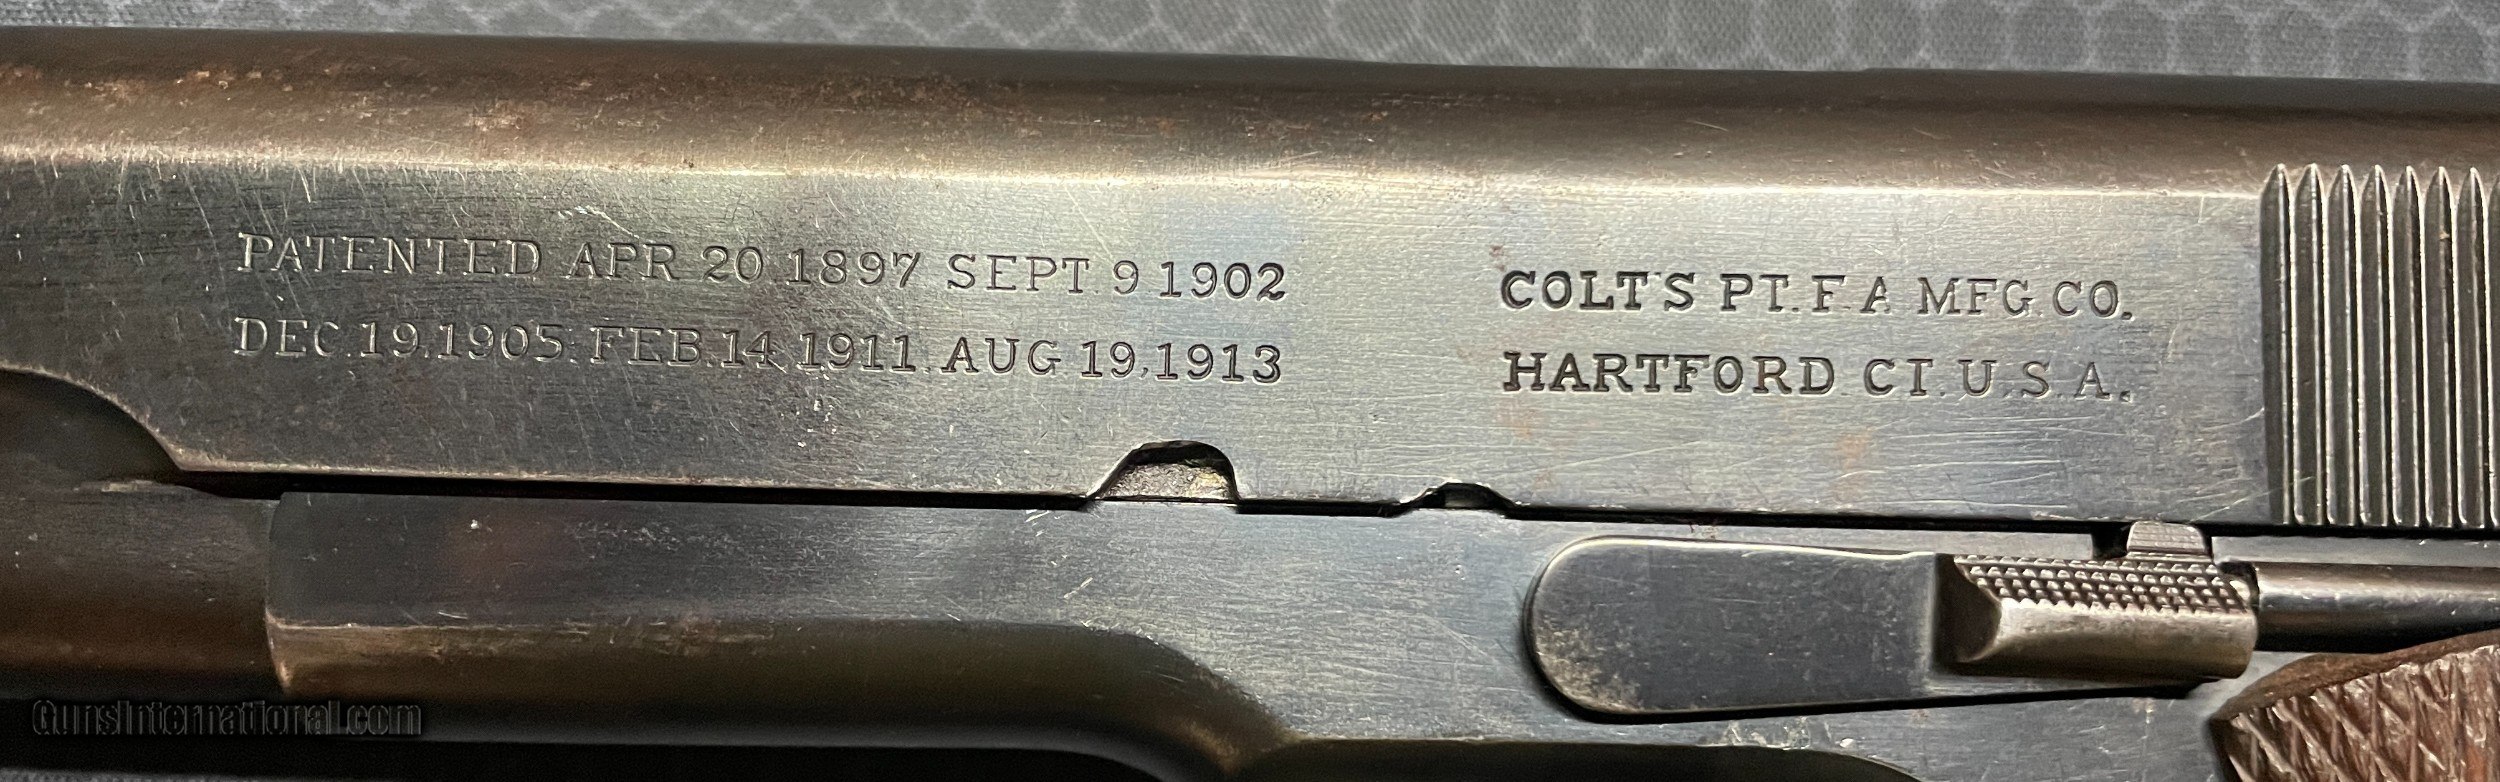 PATENTED APR 20 1897 SEPT. 9 1902
DEC. 19, 1905. FEB. 14 1911. AUG 19, 1913
COLT'S PT. F. A MFG. CO.
HARTFORD. CT. U.S.A.
GunsInternational.com